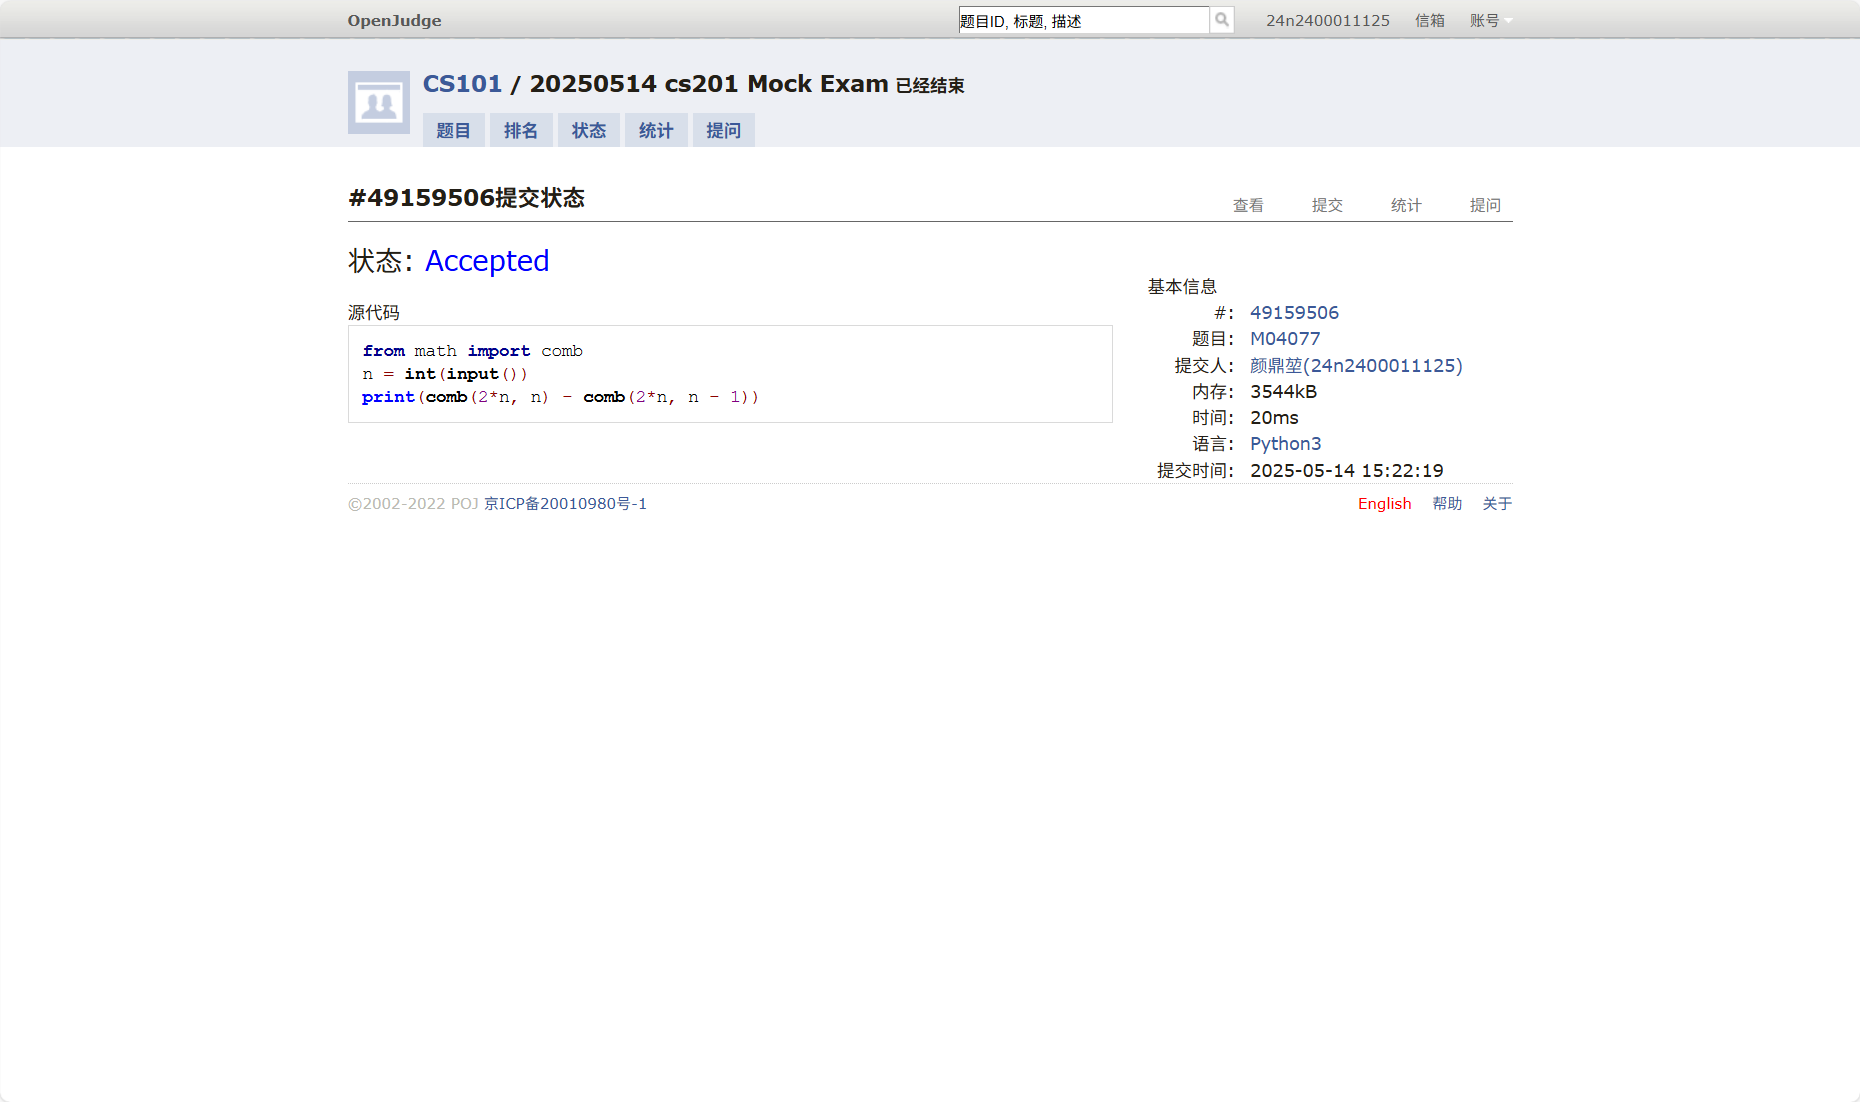 OpenJudge
题目ID, 标题, 描述
24n2400011125 信箱 账号
CS101 / 20250514 cs201 Mock Exam 已经结束
题目 排名 状态 统计 提问
#49159506提交状态
查看 提交 统计 提问
状态: Accepted
基本信息
源代码
#: 49159506
题目: M04077
提交人: 颜鼎堃(24n2400011125)
内存: 3544kB
时间: 20ms
语言: Python3
提交时间: 2025-05-14 15:22:19
from math import comb
n = int(input())
print(comb(2*n, n) - comb(2*n, n - 1))
©2002-2022 POJ 京ICP备20010980号-1
English 帮助 关于